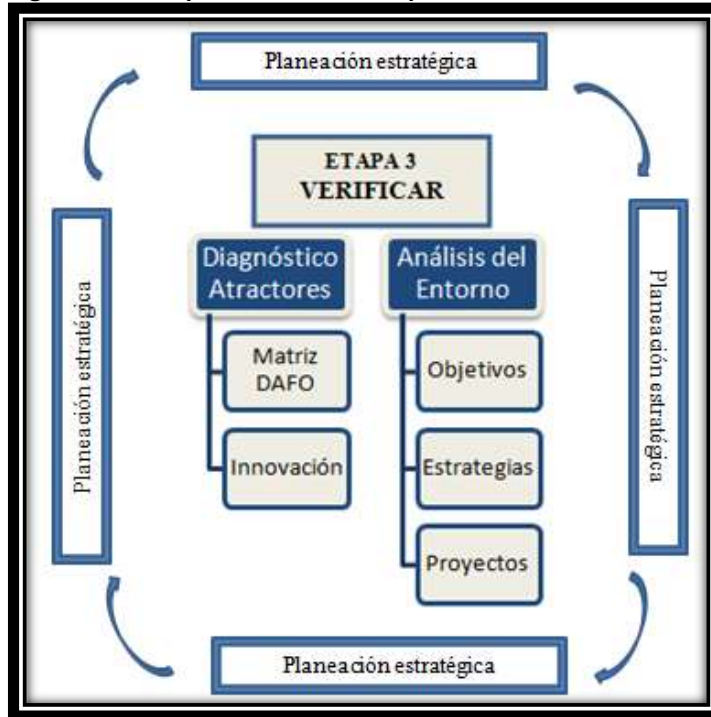 Planeación estratégica
ETAPA 3
VERIFICAR
Diagnóstico
Atractores
Matriz
DAFO
Innovación
Análisis del
Entorno
Objetivos
Estrategias
Proyectos
Planeación estratégica
Planeación estratégica
Planeación estratégica